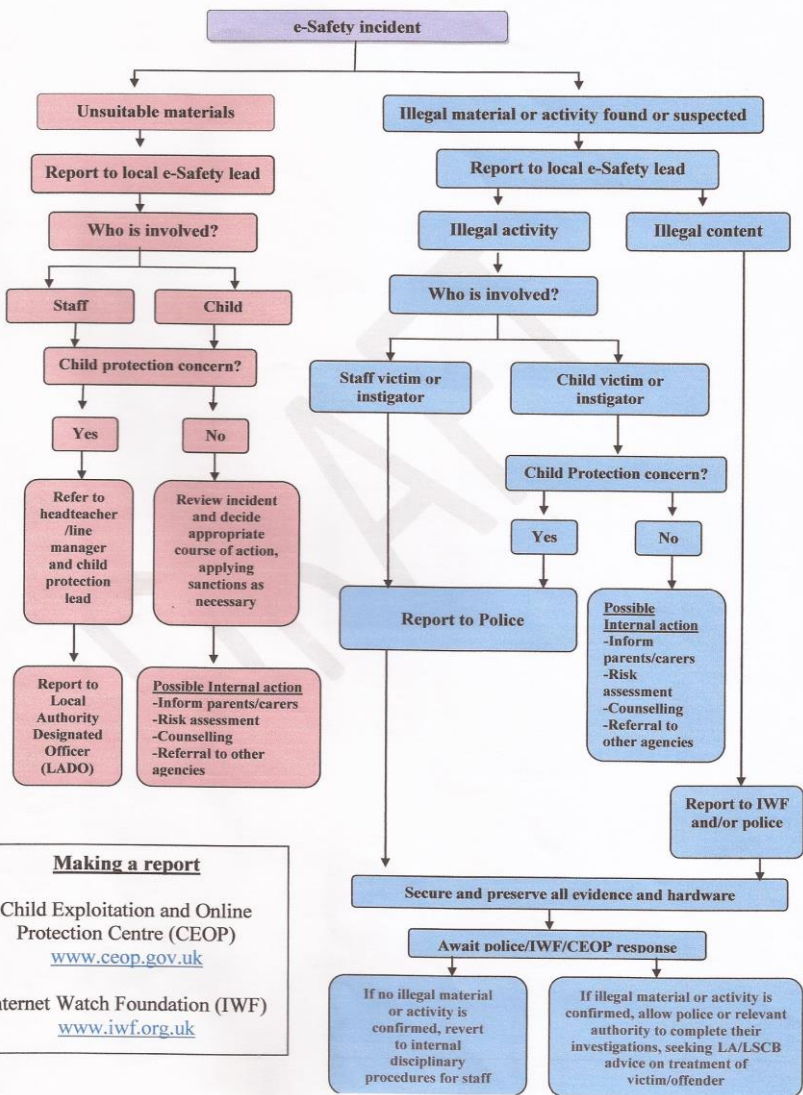 e-Safety incident
Unsuitable materials
Illegal material or activity found or suspected
Report to local e-Safety lead
Report to local e-Safety lead
Who is involved?
Illegal activity
Illegal content
Staff
Child
Who is involved?
Child protection concern?
Staff victim or
instigator
Child victim or
instigator
Yes
No
Child Protection concern?
Refer to
headteacher
/line
manager
and child
protection
lead
Review incident
and decide
appropriate
course of action,
applying
sanctions as
necessary
Yes
No
Report to Police
Possible
Internal action
-Inform
parents/carers
-Risk
assessment
-Counselling
-Referral to
other agencies
Report to
Local
Authority
Designated
Officer
(LADO)
Possible Internal action
-Inform parents/carers
-Risk assessment
-Counselling
-Referral to other
agencies
Report to IWF
and/or police
Making a report
Child Exploitation and Online
Protection Centre (CEOP)
www.ceop.gov.uk
nternet Watch Foundation (IWF)
www.iwf.org.uk
Secure and preserve all evidence and hardware
Await police/IWF/CEOP response
If no illegal material
or activity is
confirmed, revert
to internal
disciplinary
procedures for staff
If illegal material or activity is
confirmed, allow police or relevant
authority to complete their
investigations, seeking LA/LSCB
advice on treatment of
victim/offender
DRAFT